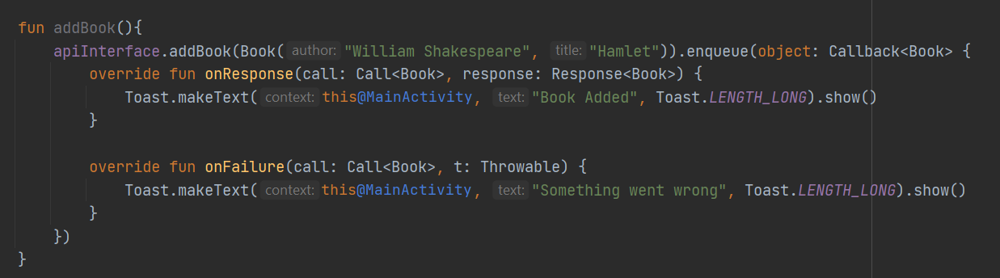 fun addBook(){
apiInterface.addBook(Book( author: "William Shakespeare", title: "Hamlet")).enqueue(object: Callback<Book> {
override fun onResponse(call: Call<Book>, response: Response<Book>) {
Toast.makeText( context: this@MainActivity, text: "Book Added", Toast.LENGTH_LONG).show()
}
override fun onFailure(call: Call<Book>, t: Throwable) {
Toast.makeText( context: this@MainActivity, text: "Something went wrong", Toast.LENGTH_LONG).show()
}
})
}